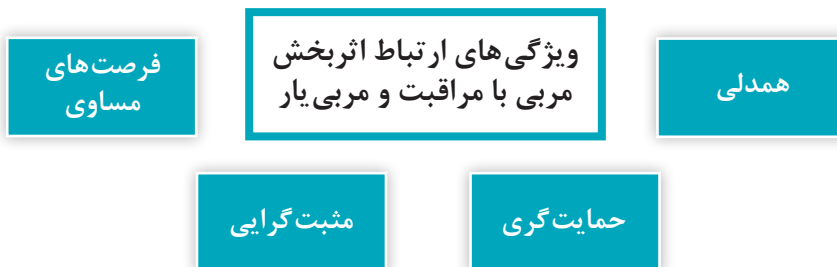 ویژگی‌های ارتباط اثربخش
مربی با مراقبت و مربی‌یار
همدلی
فرصت‌های
مساوی
حمایت‌گری
مثبت‌گرایی